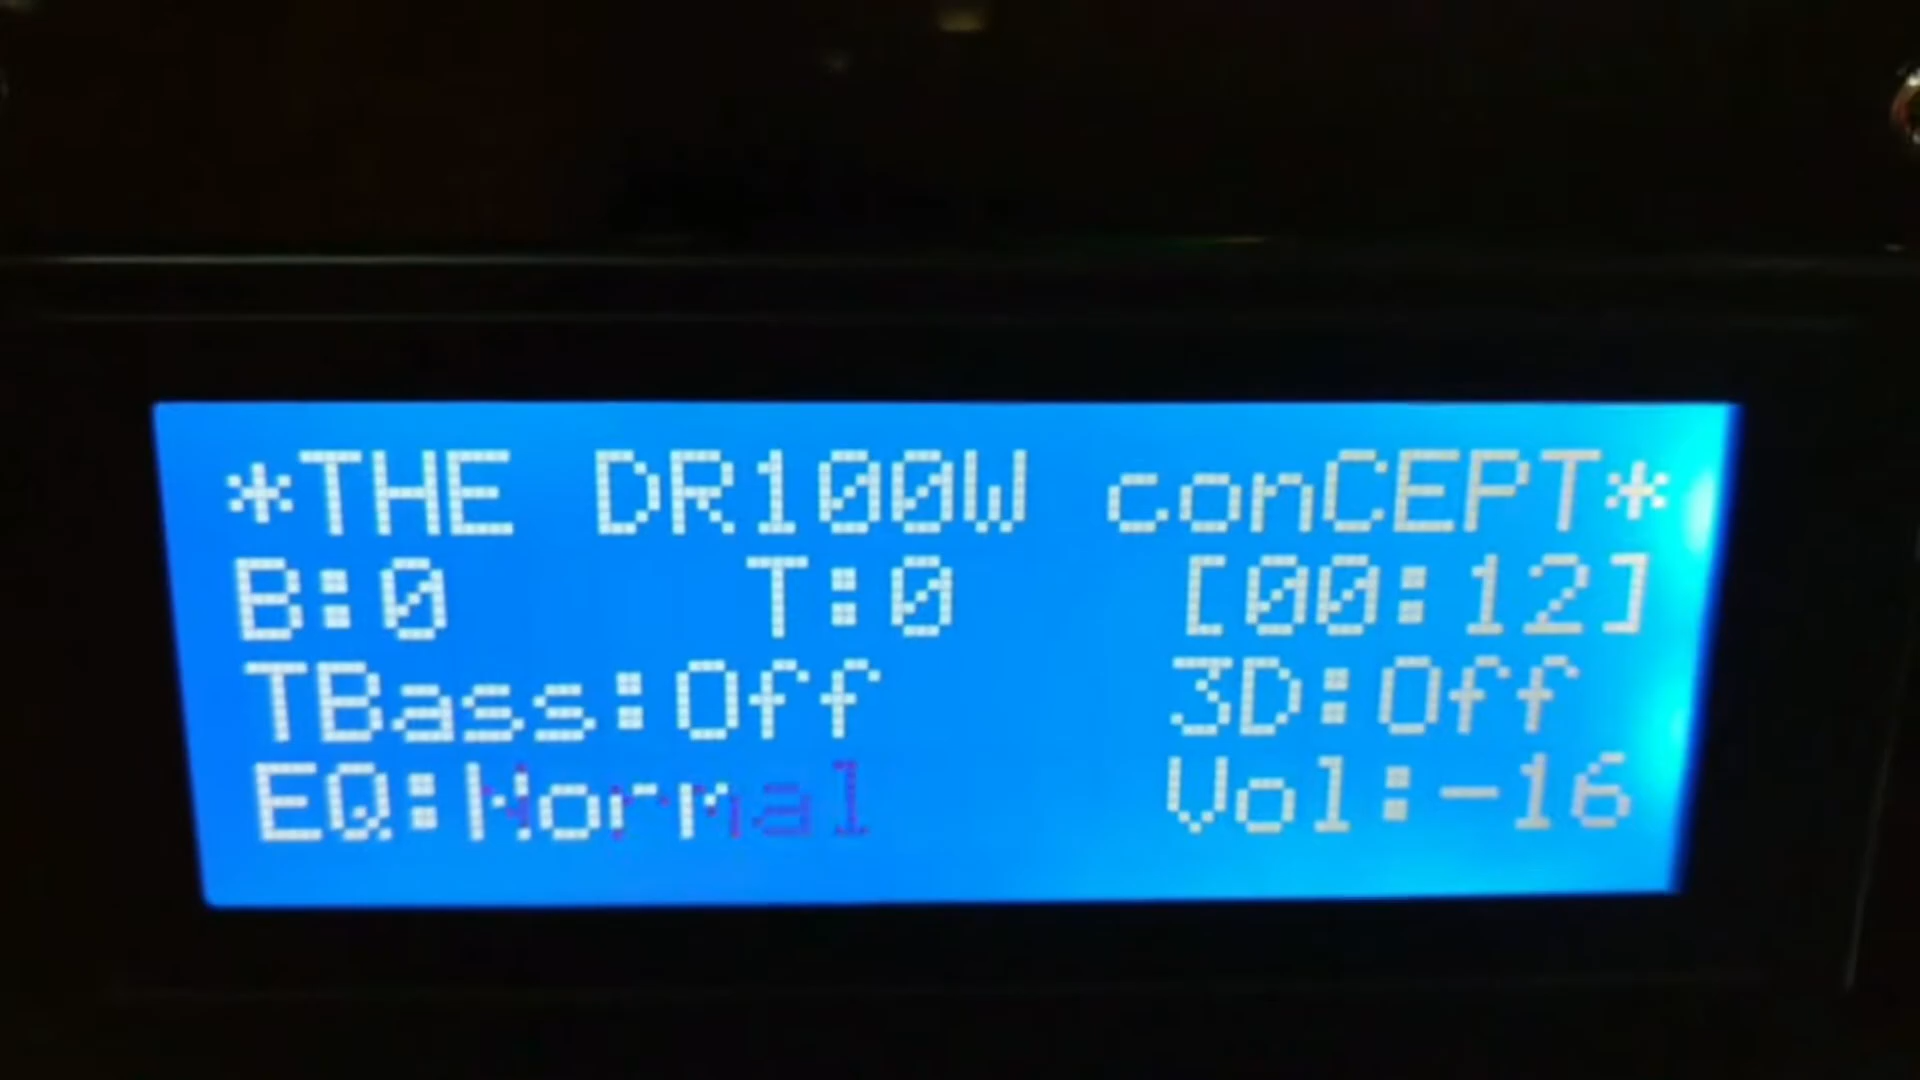 *THE DR100W conCEPT*
B:0 T:0 [00:12]
TBass:Off 3D:Off
EQ:Normal Vol:-16